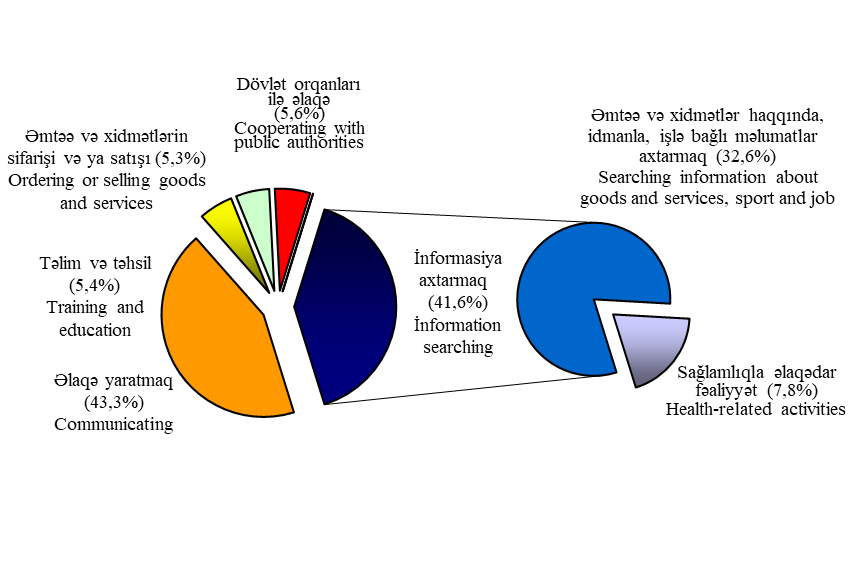 Dövlət orqanları
ilə əlaqə
(5,6%)
Cooperating with
public authorities
Əmtəə və xidmətlərin
sifarişi və ya satışı (5,3%)
Ordering or selling goods
and services
Təlim və təhsil
(5,4%)
Training and
education
Əlaqə yaratmaq
(43,3%)
Communicating
İnformasiya
axtarmaq
(41,6%)
İnformation
searching
Əmtəə və xidmətlər haqqında,
idmanla, işlə bağlı məlumatlar
axtarmaq (32,6%)
Searching information about
goods and services, sport and job
Sağlamlıqla əlaqədar
fəaliyyət (7,8%)
Health-related activities